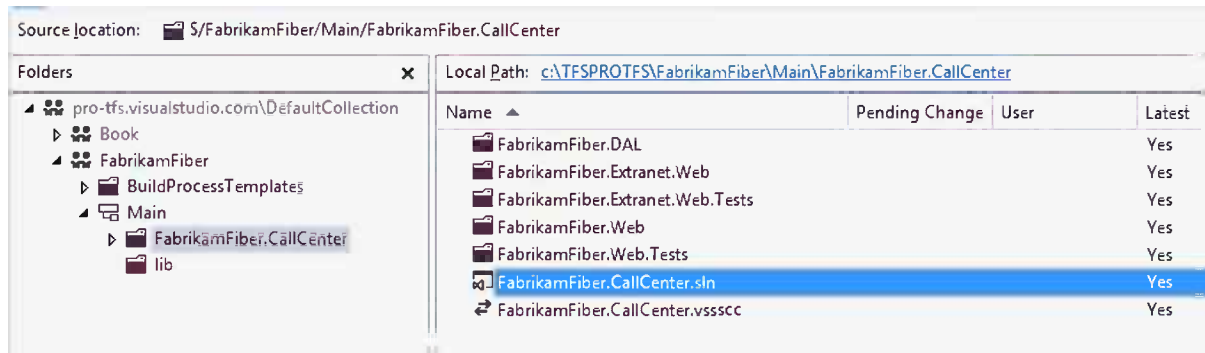 Source location: $/FabrikamFiber/Main/FabrikamFiber.CallCenter
Folders
pro-tfs.visualstudio.com\DefaultCollection
Book
FabrikamFiber
BuildProcessTemplates
Main
FabrikamFiber.CallCenter
lib
Local Path: c:\TFSPROTFS\FabrikamFiber\Main\FabrikamFiber.CallCenter
Name Pending Change User Latest
FabrikamFiber.DAL Yes
FabrikamFiber.Extranet.Web Yes
FabrikamFiber.Extranet.Web.Tests Yes
FabrikamFiber.Web Yes
FabrikamFiber.Web.Tests Yes
FabrikamFiber.CallCenter.sln Yes
FabrikamFiber.CallCenter.vssscc Yes